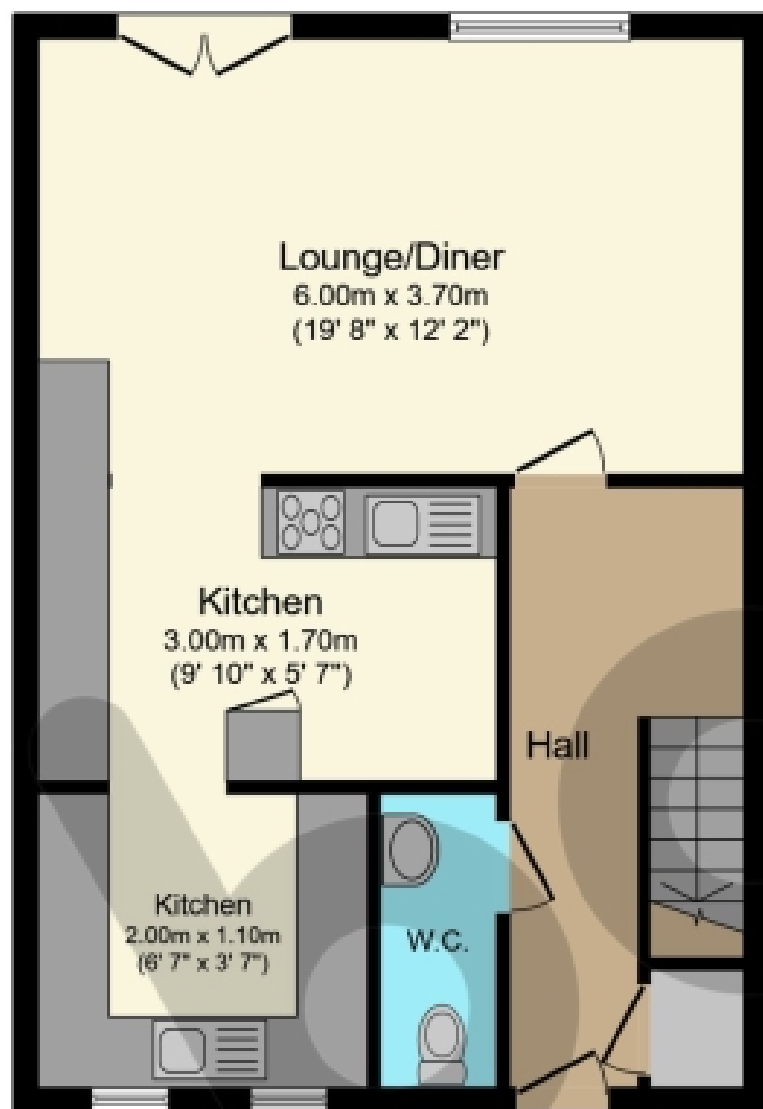 Lounge/Diner
6.00m x 3.70m
(19' 8" x 12' 2")
Kitchen
3.00m x 1.70m
(9' 10" x 5' 7")
Hall
Kitchen
2.00m x 1.10m
(6' 7" x 3' 7")
W.C.